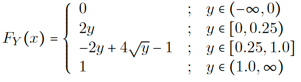 F_Y(x) = { 0 ; y ∈ (−∞, 0)
2y ; y ∈ [0, 0.25)
−2y + 4√y − 1 ; y ∈ [0.25, 1.0]
1 ; y ∈ (1.0, ∞)